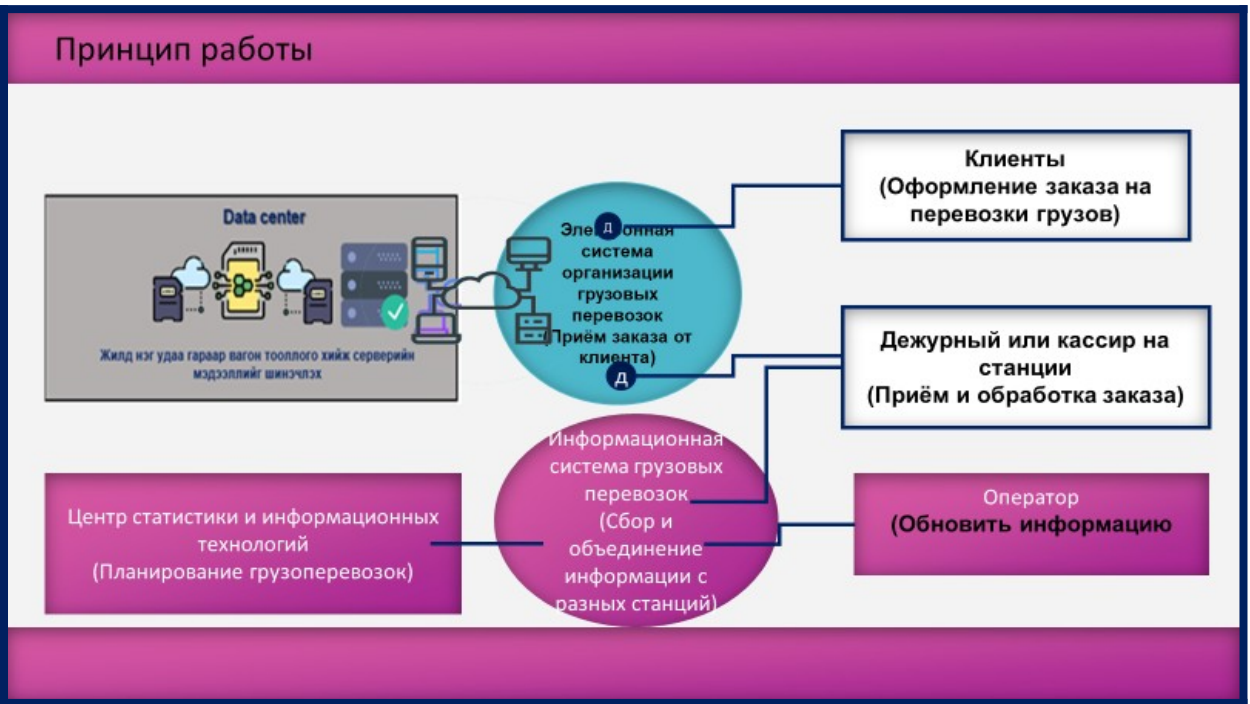 Принцип работы
Клиенты
(Оформление заказа на
перевозки грузов)
Data center
Жилд нэг удаа гараар вагон тооллого хийж серверийн
мэдээллийг шинэчлэх
Д
система
организации
грузовых
перевозок
(Приём заказа от
клиента)
Д
Дежурный или кассир на
станции
(Приём и обработка заказа)
Информационная
система грузовых
перевозок
(Сбор и
объединение
информации с
разных станций)
Центр статистики и информационных
технологий
(Планирование грузоперевозок)
Оператор
(Обновить информацию